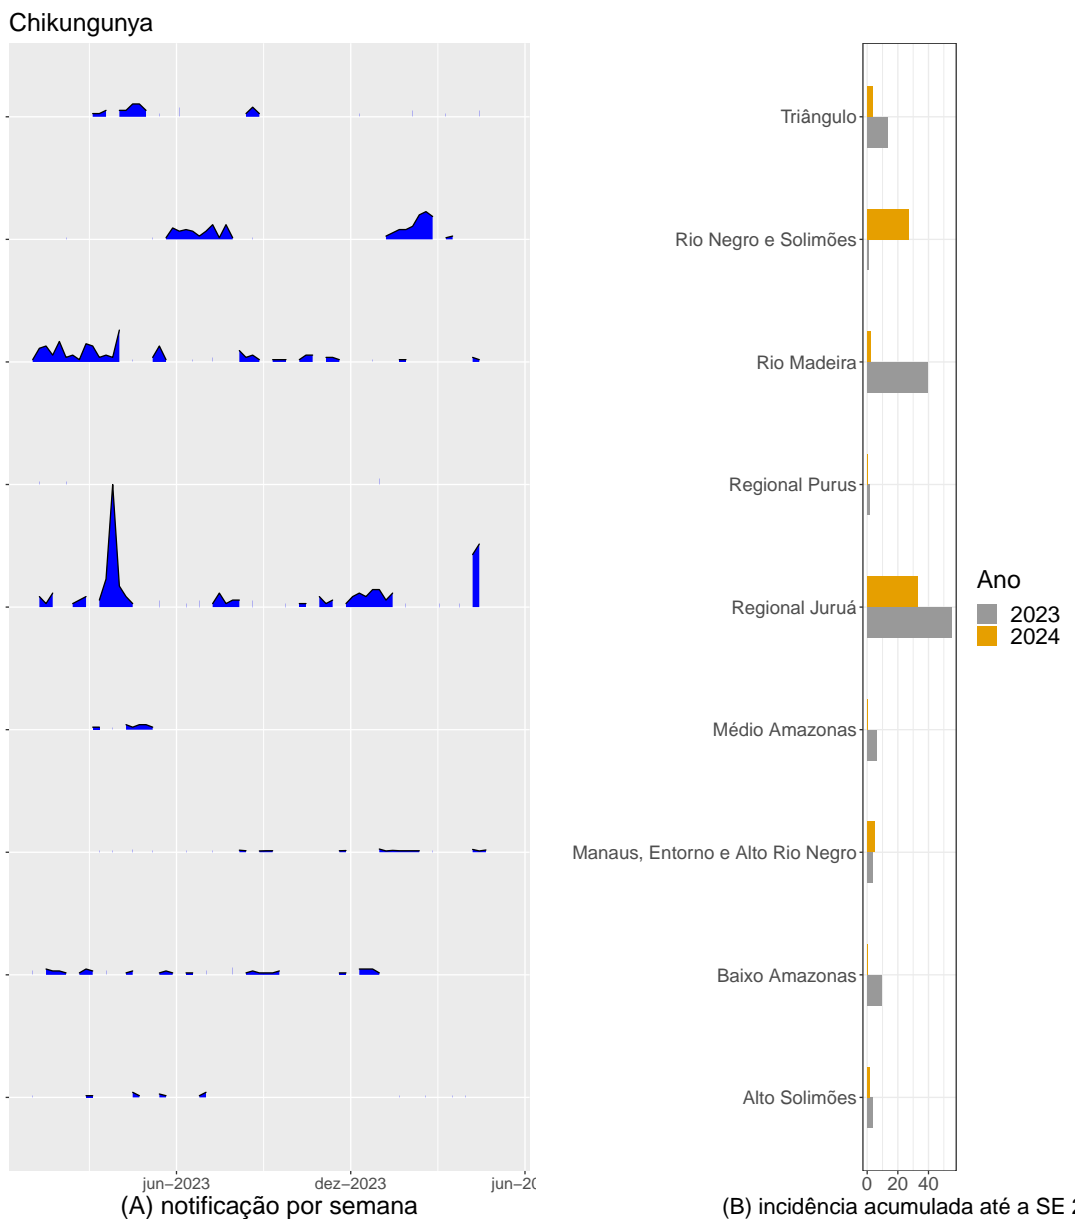 Chikungunya
Triângulo
Rio Negro e Solimões
Rio Madeira
Regional Purus
Regional Juruá
Médio Amazonas
Manaus, Entorno e Alto Rio Negro
Baixo Amazonas
Alto Solimões
Ano
2023
2024
jun−2023 dez−2023
0 20 40
(A) notificação por semana
(B) incidência acumulada até a SE